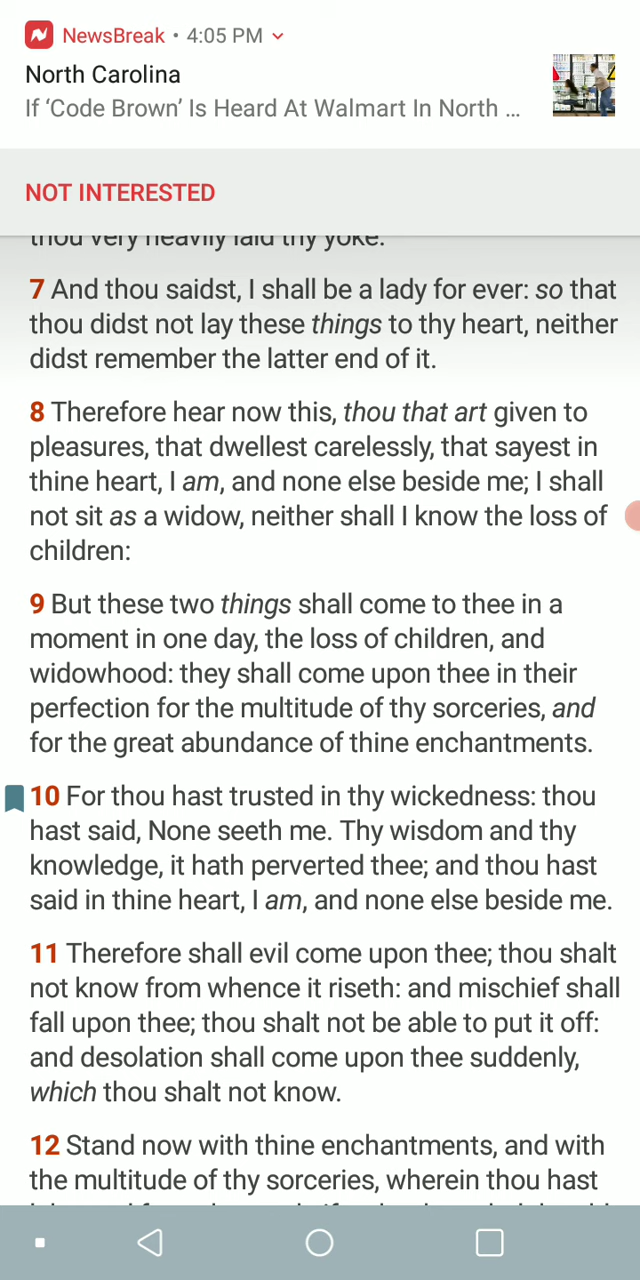 NewsBreak • 4:05 PM
North Carolina
If ‘Code Brown’ Is Heard At Walmart In North ...
NOT INTERESTED
thou very heavily laid thy yoke.
7 And thou saidst, I shall be a lady for ever: so that
thou didst not lay these things to thy heart, neither
didst remember the latter end of it.
8 Therefore hear now this, thou that art given to
pleasures, that dwellest carelessly, that sayest in
thine heart, I am, and none else beside me; I shall
not sit as a widow, neither shall I know the loss of
children:
9 But these two things shall come to thee in a
moment in one day, the loss of children, and
widowhood: they shall come upon thee in their
perfection for the multitude of thy sorceries, and
for the great abundance of thine enchantments.
10 For thou hast trusted in thy wickedness: thou
hast said, None seeth me. Thy wisdom and thy
knowledge, it hath perverted thee; and thou hast
said in thine heart, I am, and none else beside me.
11 Therefore shall evil come upon thee; thou shalt
not know from whence it riseth: and mischief shall
fall upon thee; thou shalt not be able to put it off:
and desolation shall come upon thee suddenly,
which thou shalt not know.
12 Stand now with thine enchantments, and with
the multitude of thy sorceries, wherein thou hast